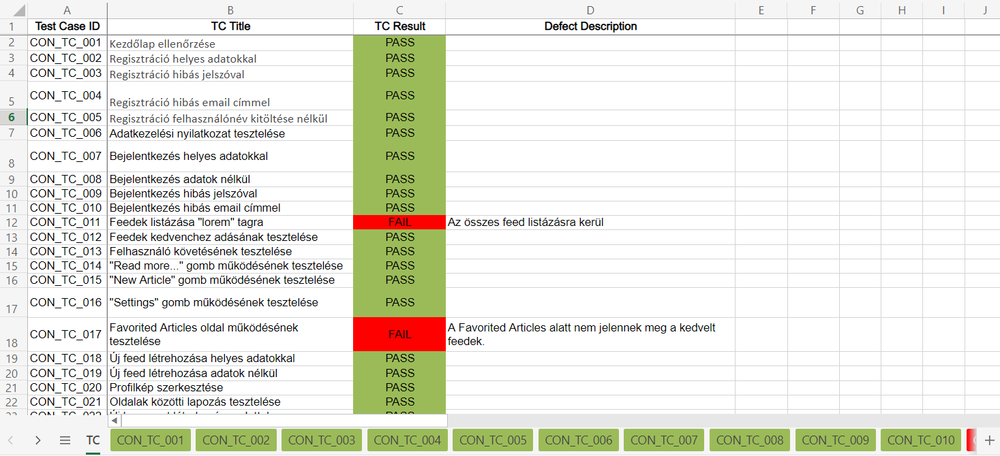 A B C D E F G H I J
1 Test Case ID TC Title TC Result Defect Description
2 CON_TC_001 Kezdőlap ellenőrzése PASS
3 CON_TC_002 Regisztráció helyes adatokkal PASS
4 CON_TC_003 Regisztráció hibás jelszóval PASS
5 CON_TC_004 Regisztráció hibás email címmel PASS
6 CON_TC_005 Regisztráció felhasználónév kitöltése nélkül PASS
7 CON_TC_006 Adatkezelési nyilatkozat tesztelése PASS
8 CON_TC_007 Bejelentkezés helyes adatokkal PASS
9 CON_TC_008 Bejelentkezés adatok nélkül PASS
10 CON_TC_009 Bejelentkezés hibás jelszóval PASS
11 CON_TC_010 Bejelentkezés hibás email címmel PASS
12 CON_TC_011 Feedek listázása "lorem" tagra FAIL Az összes feed listázásra kerül
13 CON_TC_012 Feedek kedvenchez adásának tesztelése PASS
14 CON_TC_013 Felhasználó követésének tesztelése PASS
15 CON_TC_014 "Read more..." gomb működésének tesztelése PASS
16 CON_TC_015 "New Article" gomb működésének tesztelése PASS
17 CON_TC_016 "Settings" gomb működésének tesztelése PASS
18 CON_TC_017 Favorited Articles oldal működésének
tesztelése FAIL A Favorited Articles alatt nem jelennek meg a kedvelt
feedek.
19 CON_TC_018 Új feed létrehozása helyes adatokkal PASS
20 CON_TC_019 Új feed létrehozása adatok nélkül PASS
21 CON_TC_020 Profilkép szerkesztése PASS
22 CON_TC_021 Oldalak közötti lapozás tesztelése PASS
TC CON_TC_001 CON_TC_002 CON_TC_003 CON_TC_004 CON_TC_005 CON_TC_006 CON_TC_007 CON_TC_008 CON_TC_009 CON_TC_010